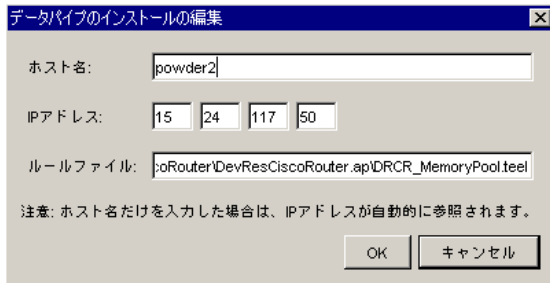 データパイプのインストールの編集
ホスト名: powder2
IPアドレス: 15 24 117 50
ルールファイル: :oRouter\DevResCiscoRouter.ap\DRCR_MemoryPool.teel
注意: ホスト名だけを入力した場合は、IPアドレスが自動的に参照されます。
OK キャンセル